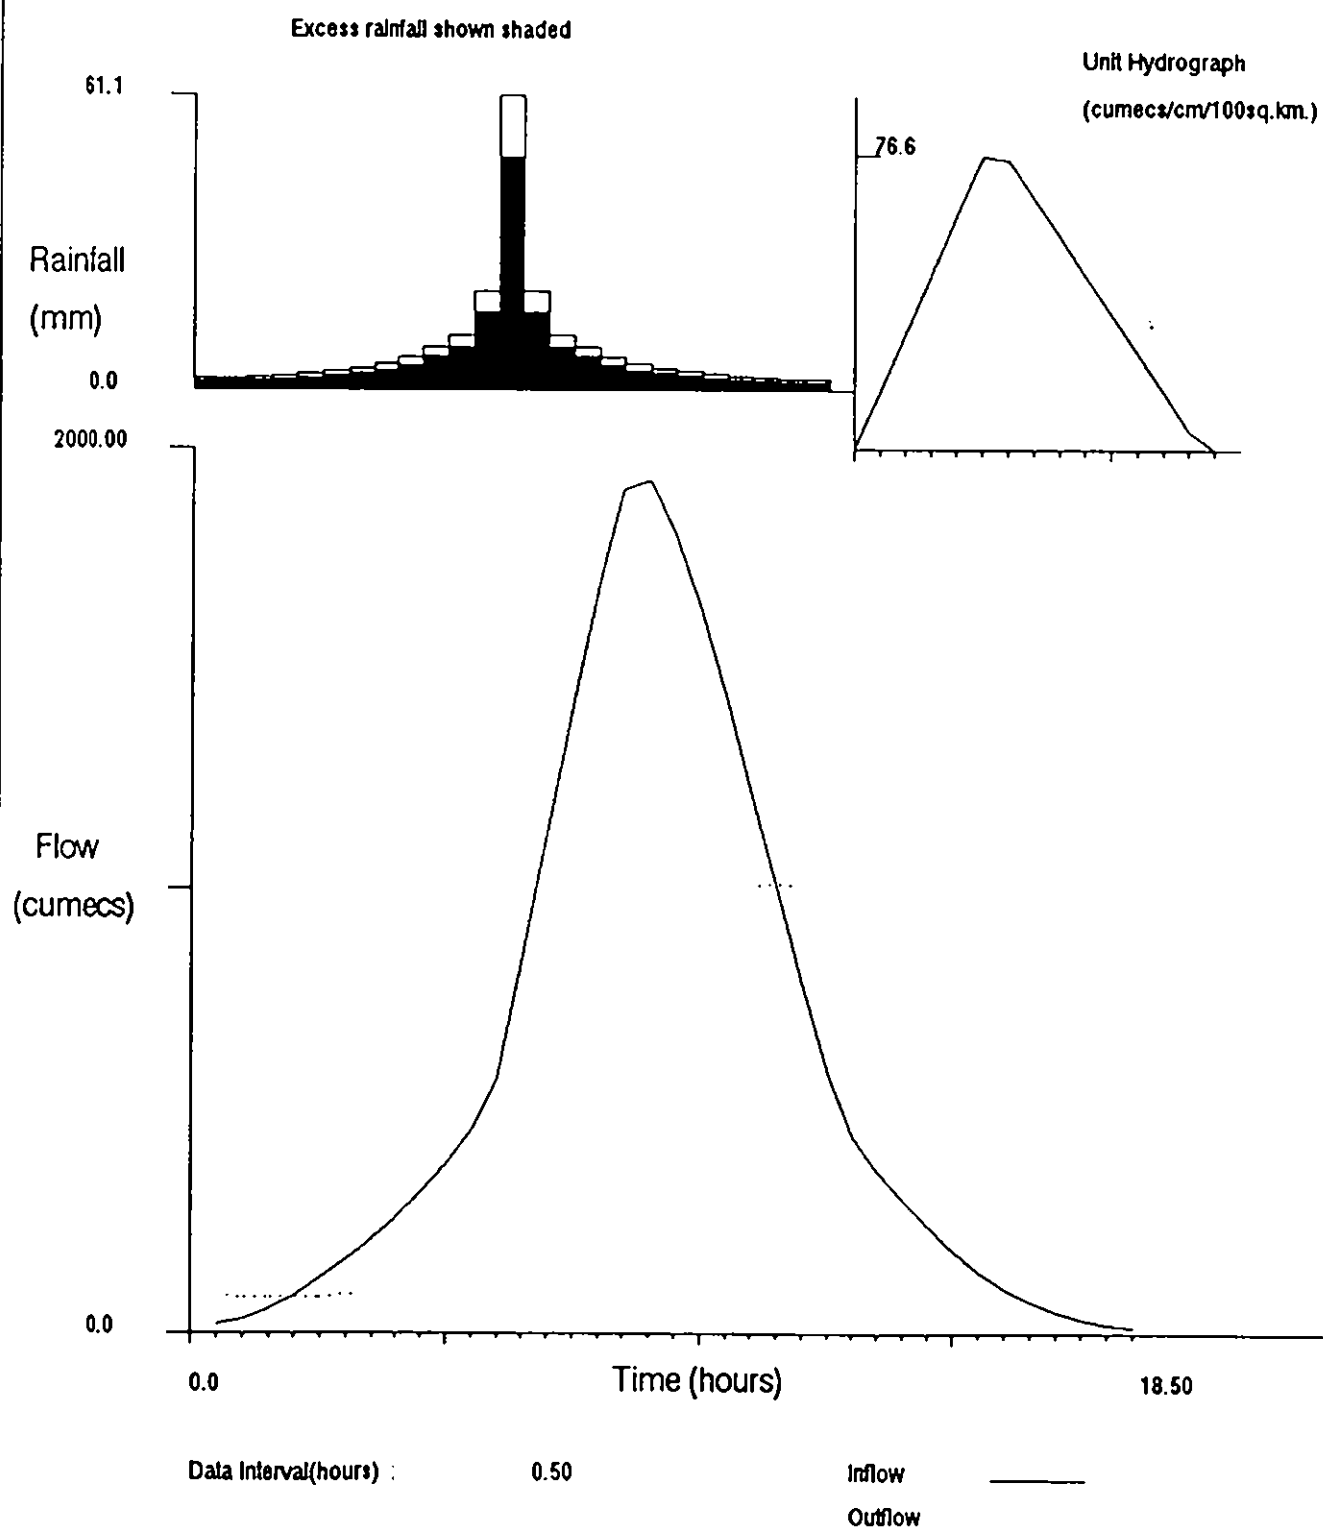 Excess rainfall shown shaded
Unit Hydrograph
(cumecs/cm/100sq.km.)
61.1
76.6
Rainfall
(mm)
0.0
2000.00
Flow
(cumecs)
0.0
0.0
Time (hours)
18.50
Data Interval(hours) :
0.50
Inflow
Outflow